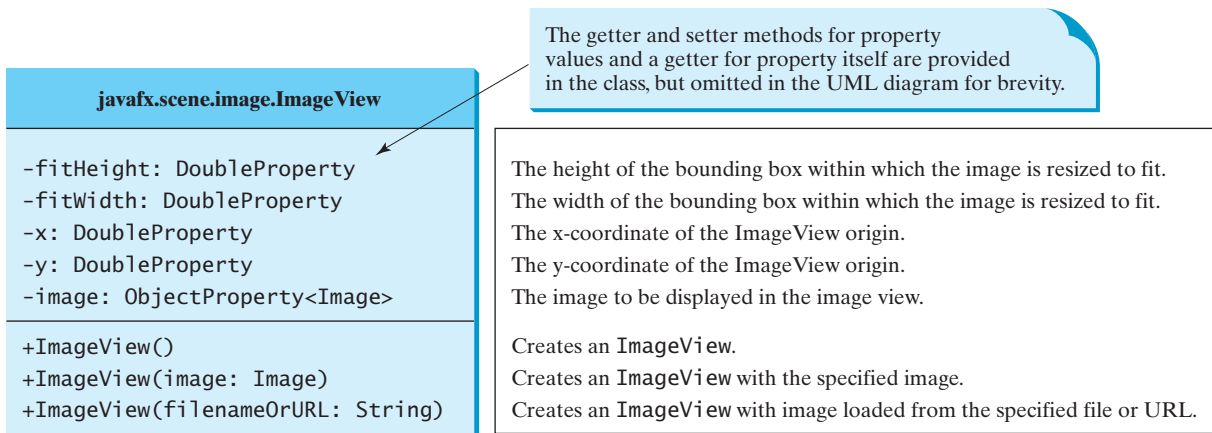 The getter and setter methods for property
values and a getter for property itself are provided
in the class, but omitted in the UML diagram for brevity.
javafx.scene.image.ImageView
-fitHeight: DoubleProperty
-fitWidth: DoubleProperty
-x: DoubleProperty
-y: DoubleProperty
-image: ObjectProperty<Image>
The height of the bounding box within which the image is resized to fit.
The width of the bounding box within which the image is resized to fit.
The x-coordinate of the ImageView origin.
The y-coordinate of the ImageView origin.
The image to be displayed in the image view.
+ImageView()
+ImageView(image: Image)
+ImageView(filenameOrURL: String)
Creates an ImageView.
Creates an ImageView with the specified image.
Creates an ImageView with image loaded from the specified file or URL.